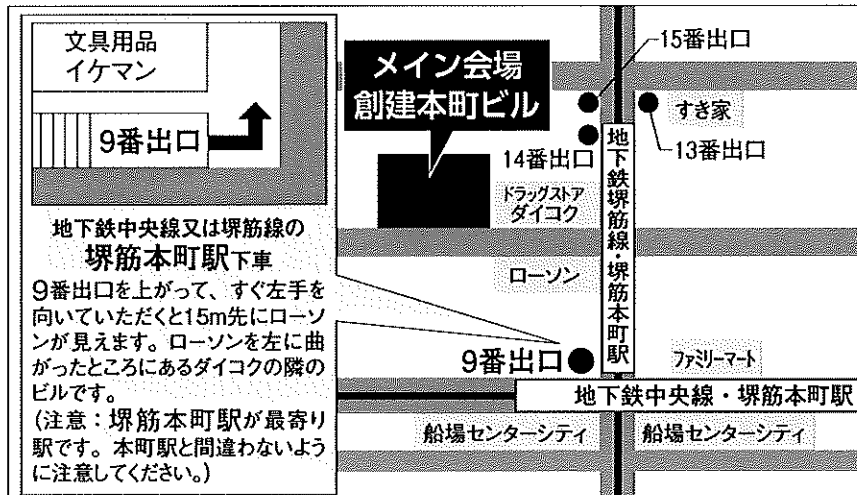 文具用品
イケマン
9番出口
地下鉄中央線又は堺筋線の
堺筋本町駅下車
9番出口を上がって、すぐ左手を
向いていただくと15m先にローソ
ンが見えます。ローソンを左に曲
がったところにあるダイコクの隣の
ビルです。
(注意：堺筋本町駅が最寄り
駅です。本町駅と間違わないよう
に注意してください。)
メイン会場
創建本町ビル
15番出口
すき家
14番出口
13番出口
ドラッグストア
ダイコク
地下鉄堺筋線・堺筋本町駅
ローソン
9番出口
ファミリーマート
地下鉄中央線・堺筋本町駅
船場センターシティ
船場センターシティ